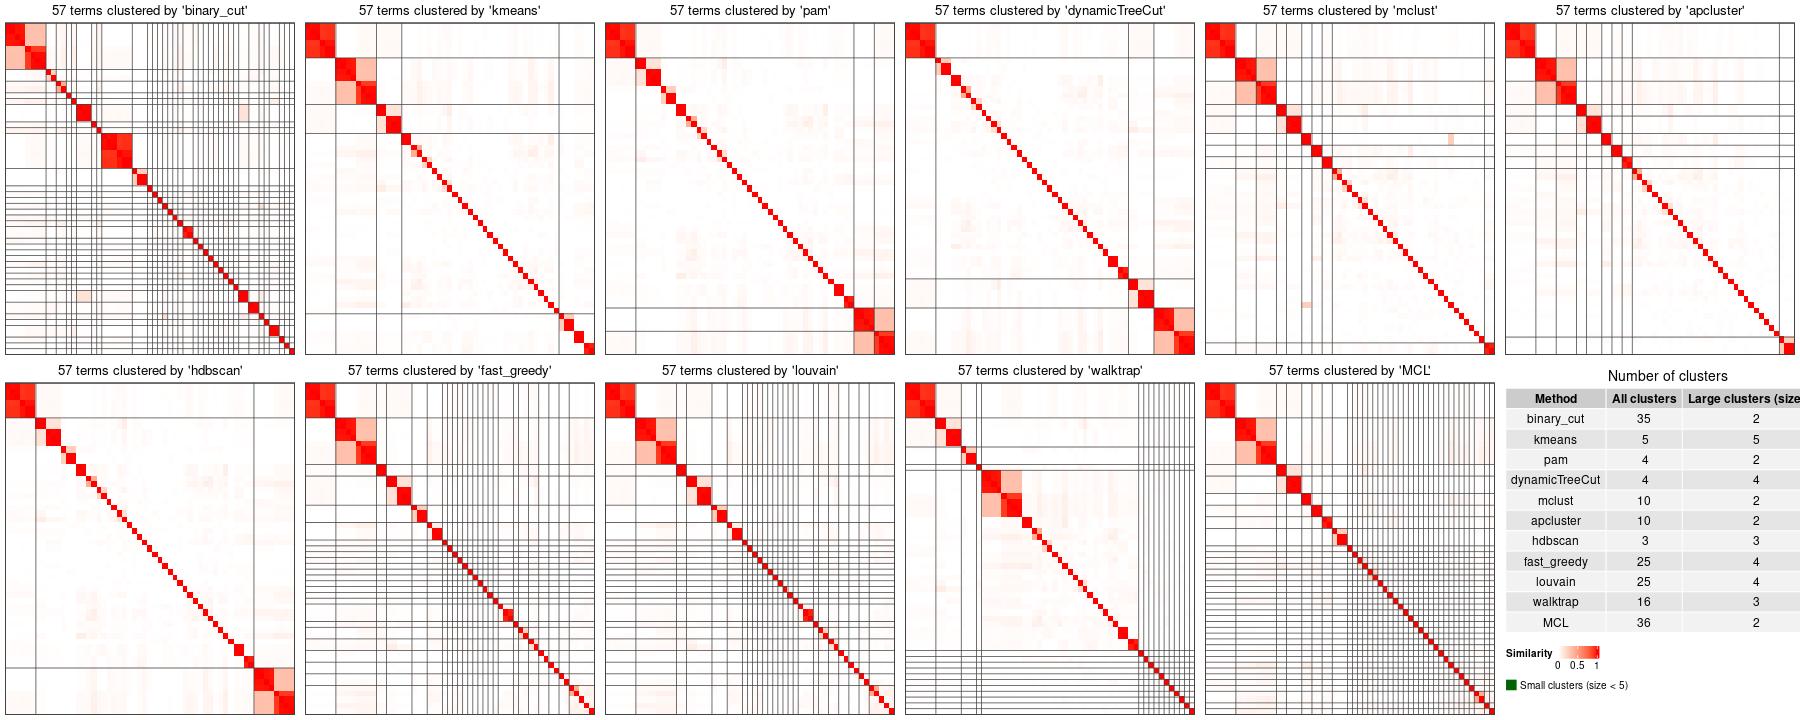 57 terms clustered by 'binary_cut'
57 terms clustered by 'kmeans'
57 terms clustered by 'pam'
57 terms clustered by 'dynamicTreeCut'
57 terms clustered by 'mclust'
57 terms clustered by 'apcluster'
57 terms clustered by 'hdbscan'
57 terms clustered by 'fast_greedy'
57 terms clustered by 'louvain'
57 terms clustered by 'walktrap'
57 terms clustered by 'MCL'
Number of clusters
Method All clusters Large clusters (size
binary_cut 35 2
kmeans 5 5
pam 4 2
dynamicTreeCut 4 4
mclust 10 2
apcluster 10 2
hdbscan 3 3
fast_greedy 25 4
louvain 25 4
walktrap 16 3
MCL 36 2
Similarity
0 0.5 1
Small clusters (size < 5)